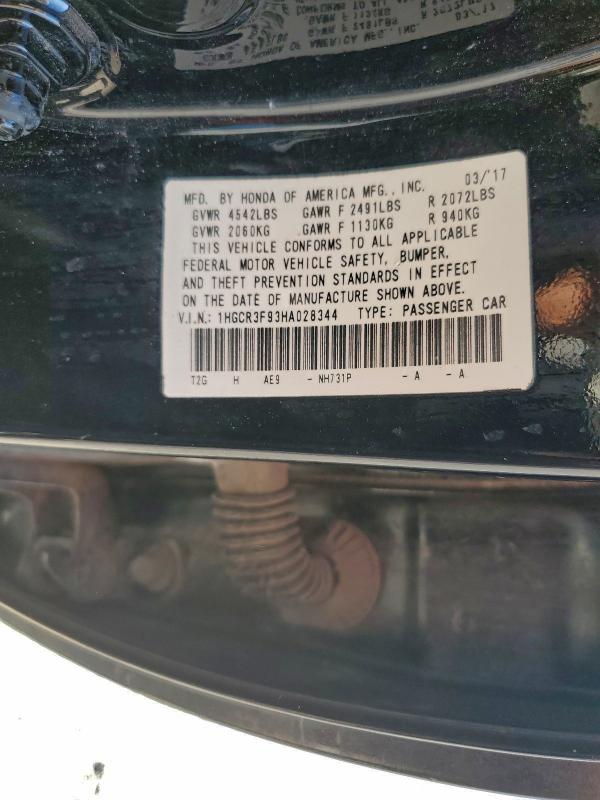 MFD. BY HONDA OF AMERICA MFG., INC. 03/'17
GVWR 4542LBS GAWR F 2491LBS R 2072LBS
GVWR 2060KG GAWR F 1130KG R 940KG
THIS VEHICLE CONFORMS TO ALL APPLICABLE
FEDERAL MOTOR VEHICLE SAFETY, BUMPER,
AND THEFT PREVENTION STANDARDS IN EFFECT
ON THE DATE OF MANUFACTURE SHOWN ABOVE.
V.I.N.: 1HGCR3F93HA028344 TYPE: PASSENGER CAR
T2G H AE9 - NH731P - A - A